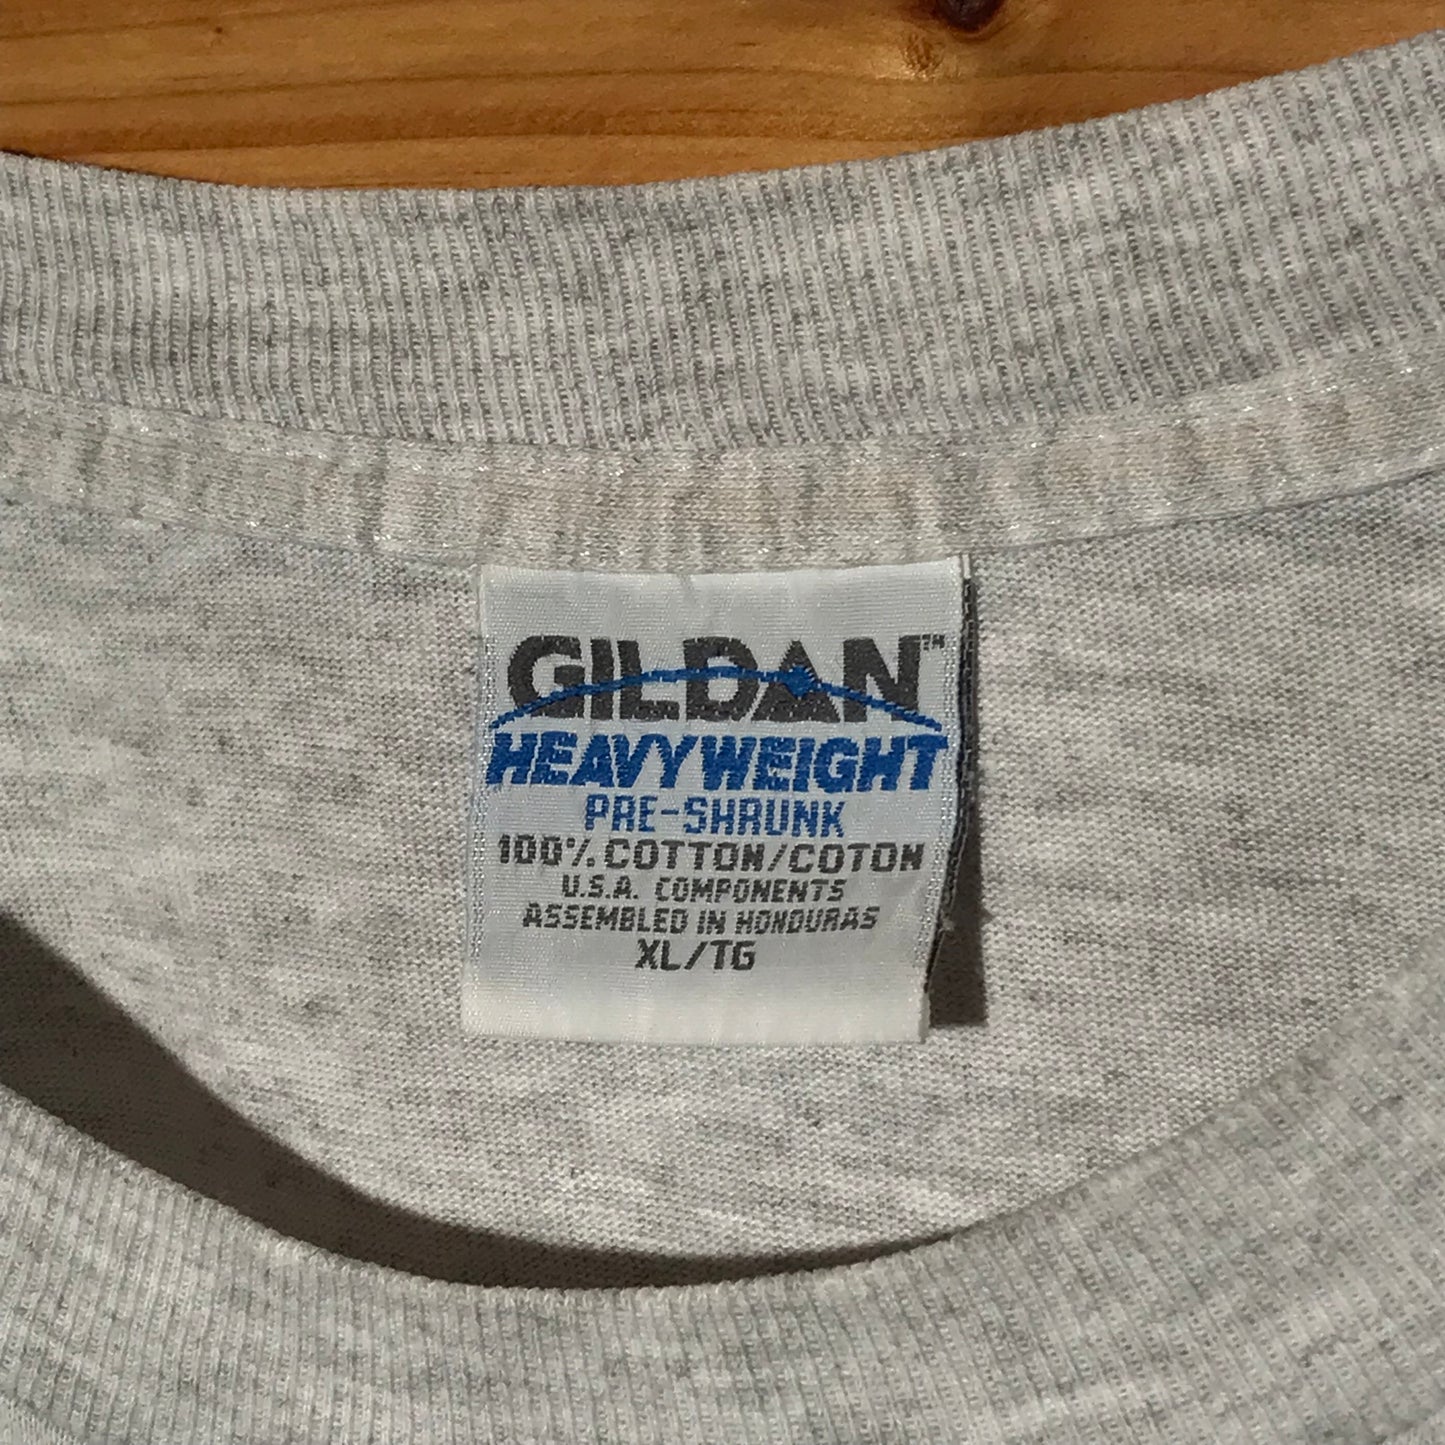 GILDAN™
HEAVYWEIGHT
PRE-SHRUNK
100% COTTON/COTON
U.S.A. COMPONENTS
ASSEMBLED IN HONDURAS
XL/TG